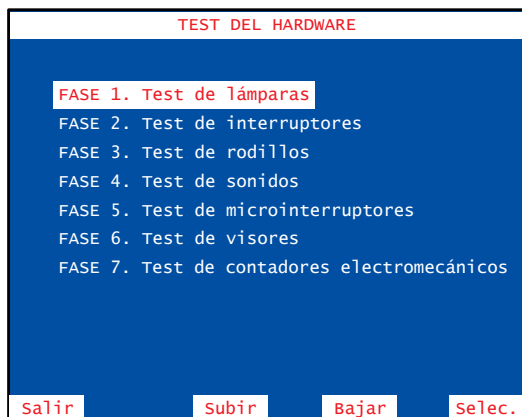 TEST DEL HARDWARE
FASE 1. Test de lámparas
FASE 2. Test de interruptores
FASE 3. Test de rodillos
FASE 4. Test de sonidos
FASE 5. Test de microinterruptores
FASE 6. Test de visores
FASE 7. Test de contadores electromecánicos
Salir Subir Bajar Selec.